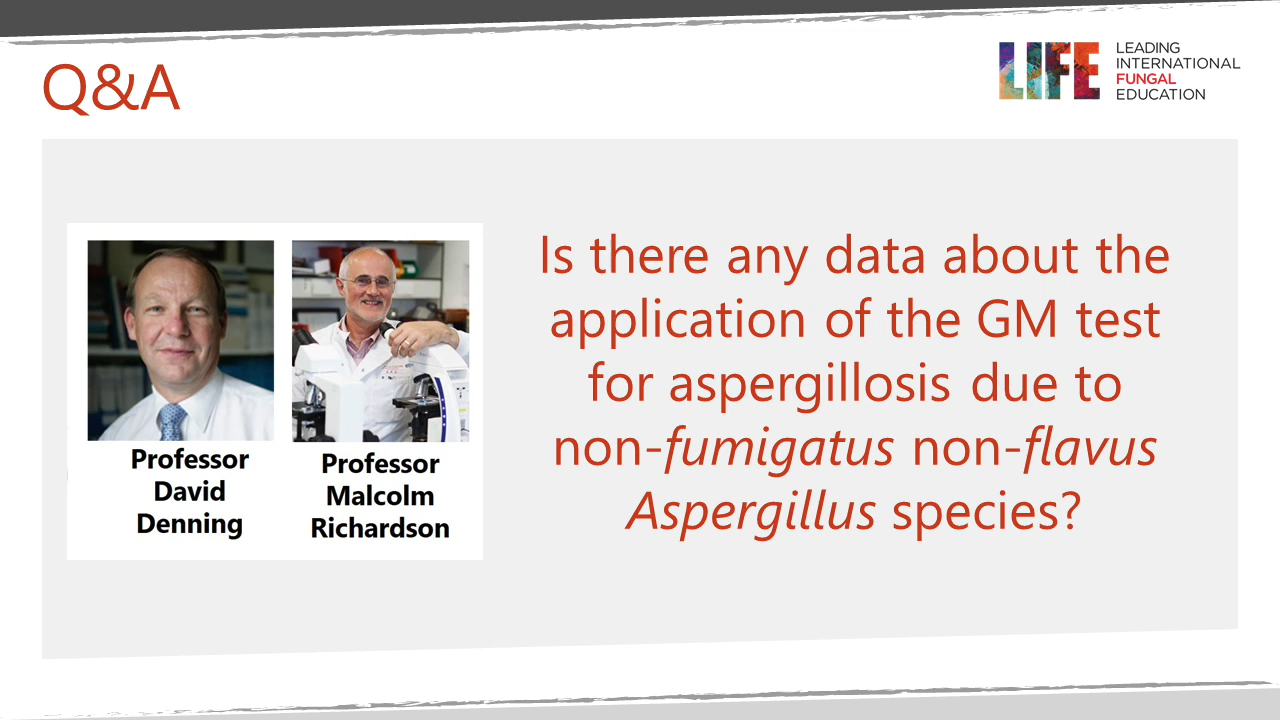 Q&A
LIFE
LEADING
INTERNATIONAL
FUNGAL
EDUCATION
Professor
David
Denning
Professor
Malcolm
Richardson
Is there any data about the
application of the GM test
for aspergillosis due to
non-fumigatus non-flavus
Aspergillus species?